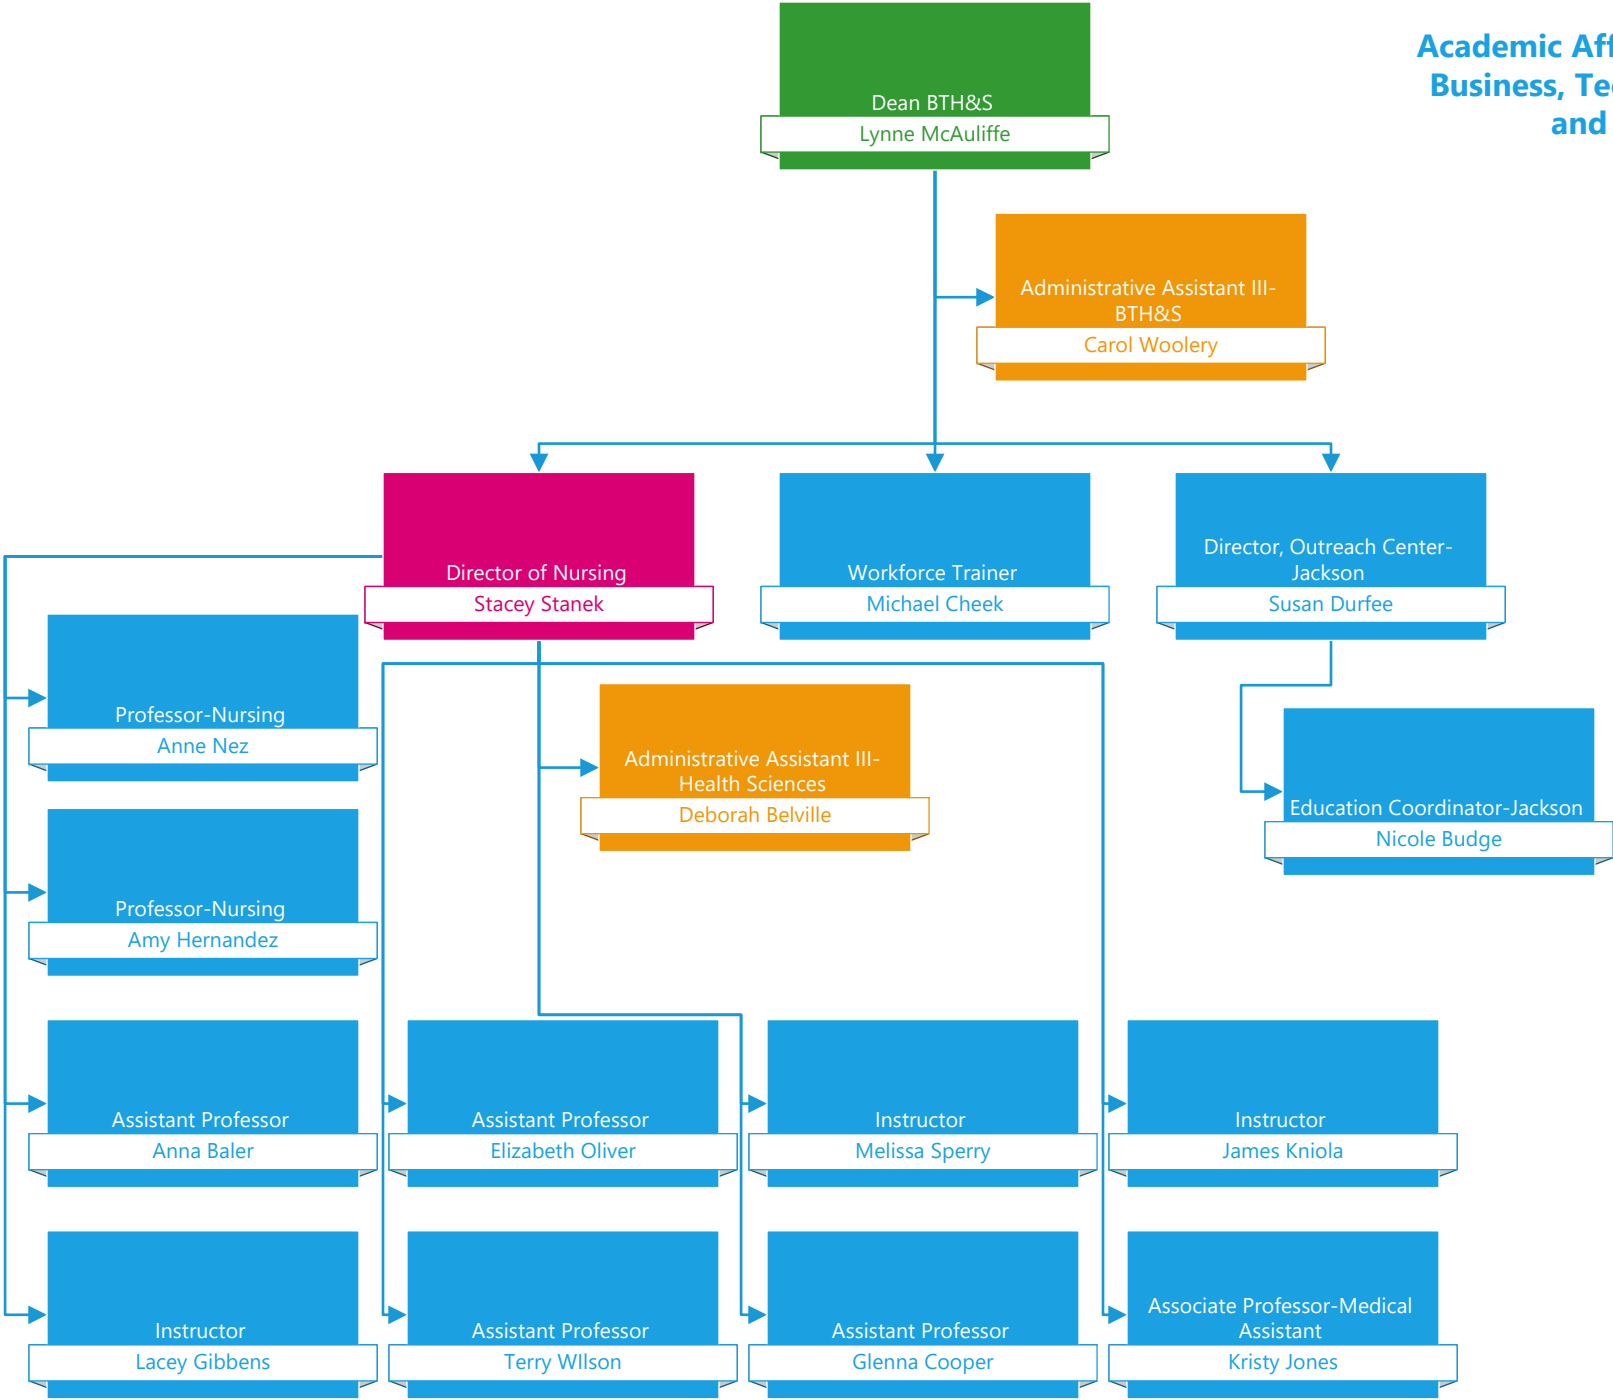 Academic
Business,
and
Dean BTH&S
Lynne McAuliffe
Administrative Assistant III-
BTH&S
Carol Woolery
Director of Nursing
Stacey Stanek
Workforce Trainer
Michael Cheek
Director, Outreach Center-
Jackson
Susan Durfee
Professor-Nursing
Anne Nez
Administrative Assistant III-
Health Sciences
Deborah Belville
Education Coordinator-Jackson
Nicole Budge
Professor-Nursing
Amy Hernandez
Assistant Professor
Anna Baler
Assistant Professor
Elizabeth Oliver
Instructor
Melissa Sperry
Instructor
James Kniola
Instructor
Lacey Gibbens
Assistant Professor
Terry WIlson
Assistant Professor
Glenna Cooper
Associate Professor-Medical
Assistant
Kristy Jones